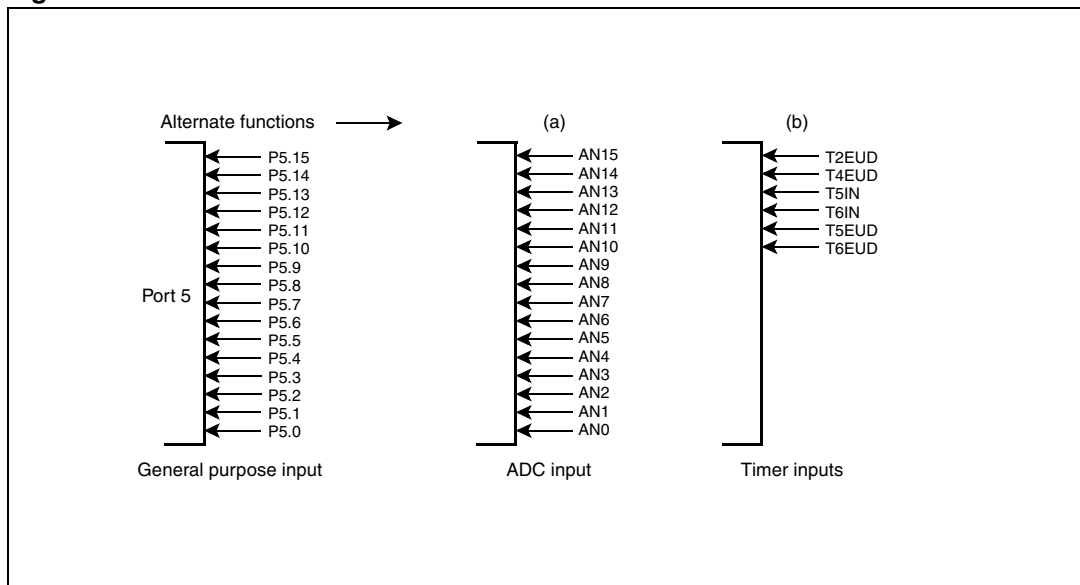 Alternate functions
(a)
(b)
P5.15
P5.14
P5.13
P5.12
P5.11
P5.10
P5.9
P5.8
P5.7
P5.6
P5.5
P5.4
P5.3
P5.2
P5.1
P5.0
Port 5
General purpose input
AN15
AN14
AN13
AN12
AN11
AN10
AN9
AN8
AN7
AN6
AN5
AN4
AN3
AN2
AN1
AN0
ADC input
T2EUD
T4EUD
T5IN
T6IN
T5EUD
T6EUD
Timer inputs